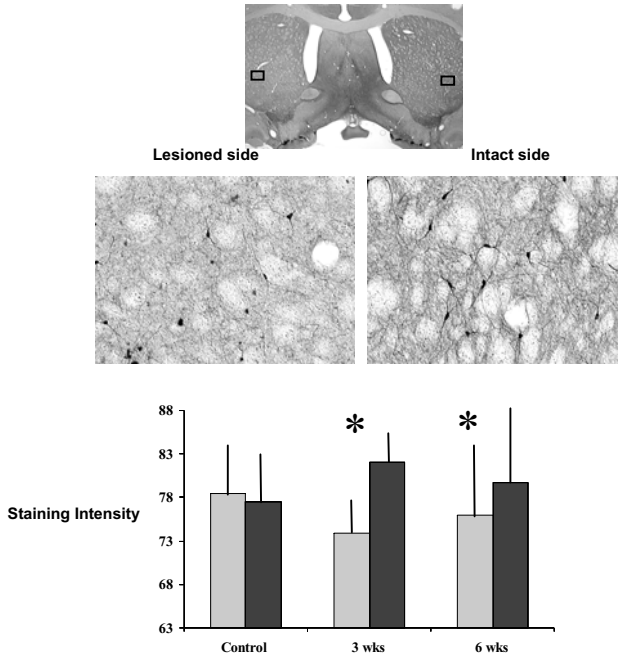 Lesioned side Intact side
88
83
78
Staining Intensity
73
68
63
* *
Control 3 wks 6 wks